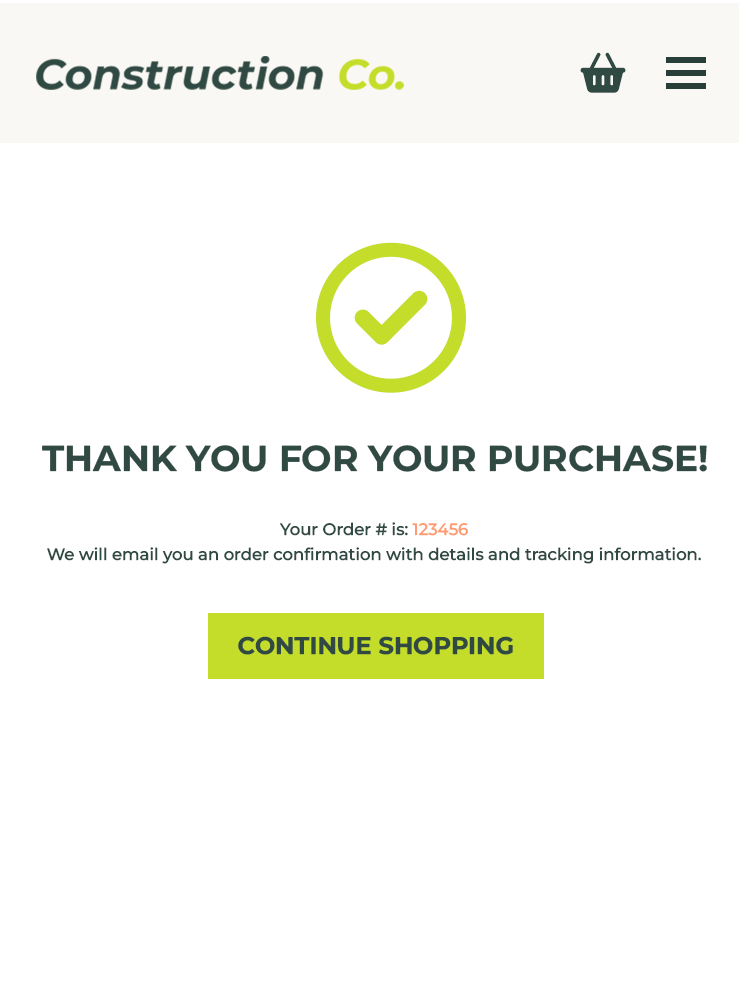 Construction Co.
THANK YOU FOR YOUR PURCHASE!
Your Order # is: 123456
We will email you an order confirmation with details and tracking information.
CONTINUE SHOPPING